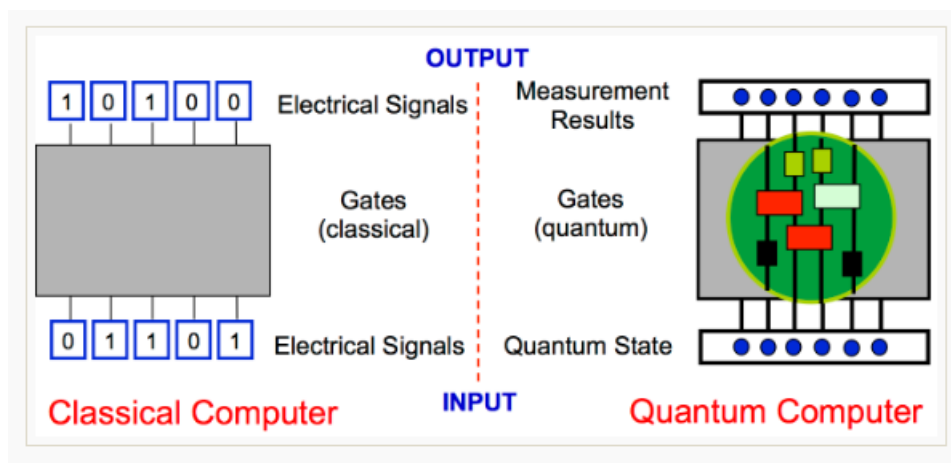 OUTPUT
1 0 1 0 0
Electrical Signals
Measurement
Results
Gates
(classical)
Gates
(quantum)
0 1 1 0 1
Electrical Signals
Quantum State
INPUT
Classical Computer
Quantum Computer